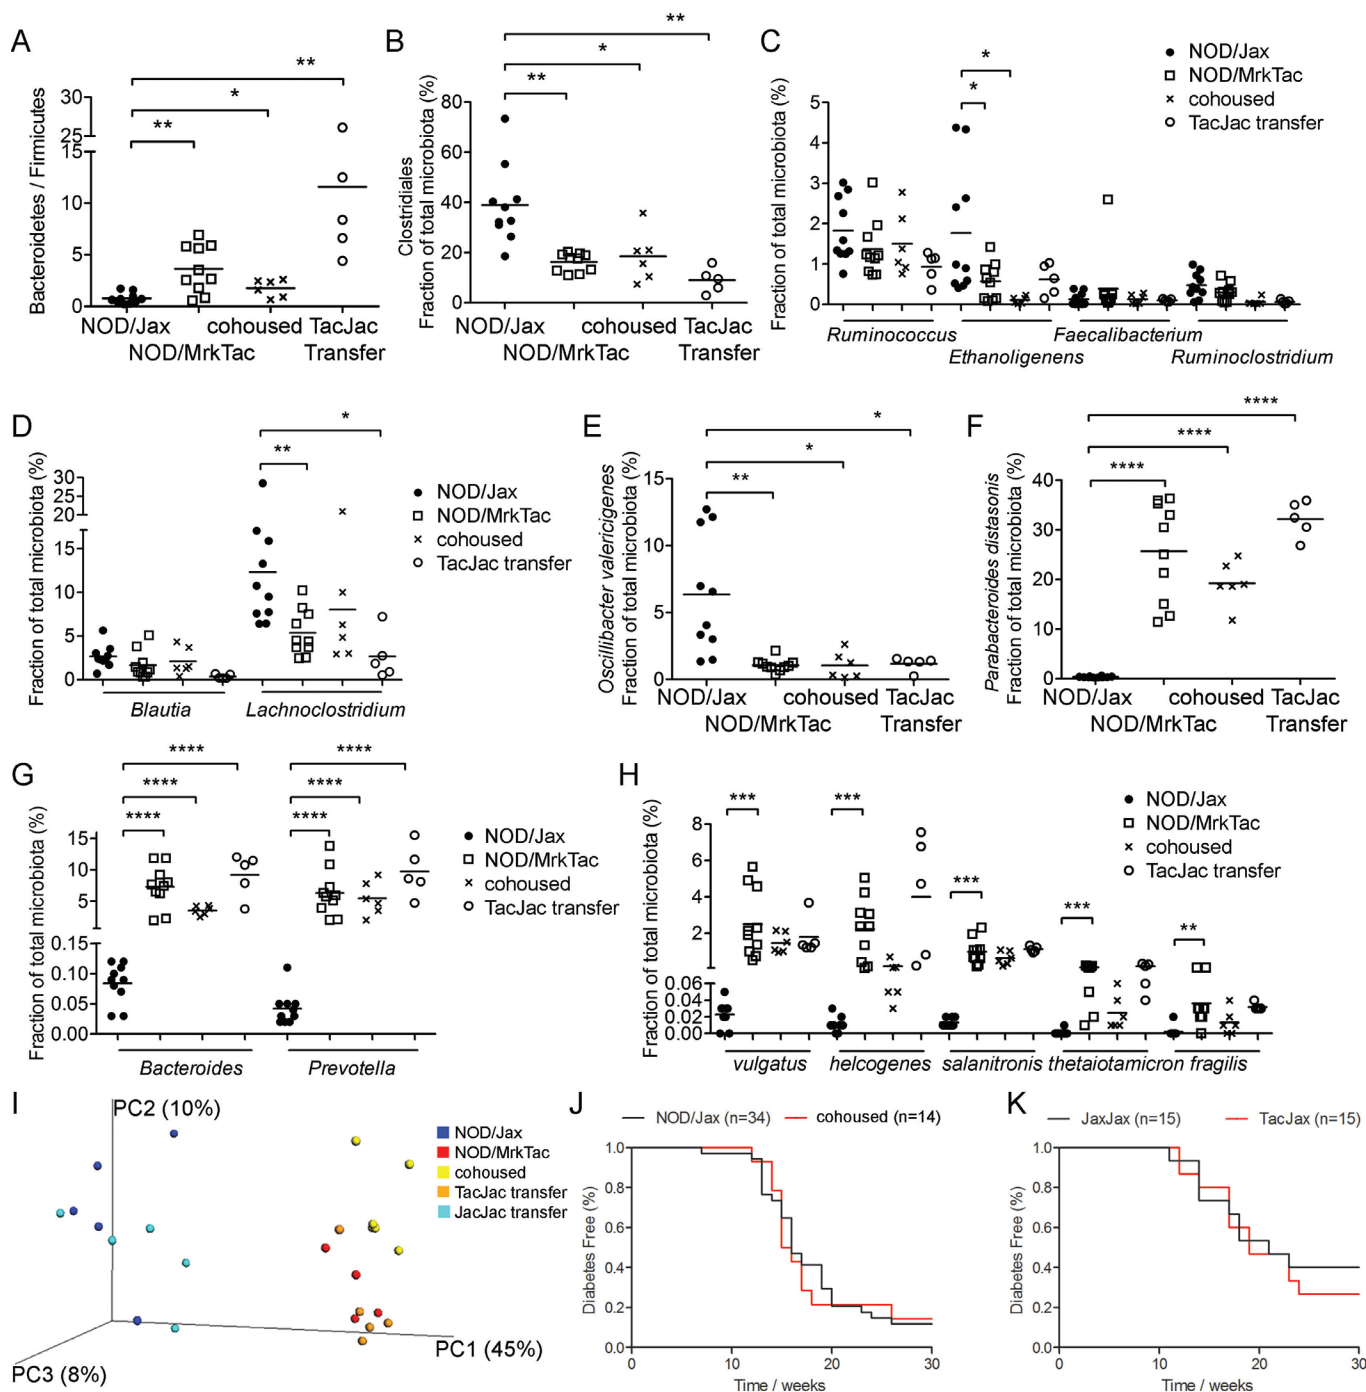 A
Bacteroidetes / Firmicutes
30
25
15
10
5
0
**
*
**
NOD/Jax
cohoused
TacJac
NOD/MrkTac
Transfer
B
Clostridiales
Fraction of total microbiota (%)
80
60
40
20
0
**
*
**
NOD/Jax
cohoused
TacJac
NOD/MrkTac
Transfer
C
Fraction of total microbiota (%)
5
4
3
2
1
0
*
*
NOD/Jax
NOD/MrkTac
cohoused
TacJac transfer
Ruminococcus
Faecalibacterium
Ethanoligenens
Ruminoclostridium
D
Fraction of total microbiota (%)
30
25
20
15
10
5
0
*
**
NOD/Jax
NOD/MrkTac
cohoused
TacJac transfer
Blautia
Lachnoclostridium
E
Oscillibacter valericigenes
Fraction of total microbiota (%)
15
10
5
0
*
*
**
NOD/Jax
cohoused
TacJac
NOD/MrkTac
Transfer
F
Parabacteroides distasonis
Fraction of total microbiota (%)
40
30
20
10
0
****
****
****
NOD/Jax
cohoused
TacJac
NOD/MrkTac
Transfer
G
Fraction of total microbiota (%)
15
10
5
0.15
0.10
0.05
0.00
****
****
****
****
****
****
NOD/Jax
NOD/MrkTac
cohoused
TacJac transfer
Bacteroides
Prevotella
H
Fraction of total microbiota (%)
8
6
4
2
0.06
0.04
0.02
0.00
***
***
***
***
**
NOD/Jax
NOD/MrkTac
cohoused
TacJac transfer
vulgatus
helcogenes
salanitronis
thetaiotamicron
fragilis
I
PC2 (10%)
PC1 (45%)
PC3 (8%)
NOD/Jax
NOD/MrkTac
cohoused
TacJac transfer
JacJac transfer
J
NOD/Jax (n=34)
cohoused (n=14)
Diabetes Free (%)
1.0
0.8
0.6
0.4
0.2
0.0
0
10
20
30
Time / weeks
K
JaxJax (n=15)
TacJax (n=15)
Diabetes Free (%)
1.0
0.8
0.6
0.4
0.2
0.0
0
10
20
30
Time / weeks